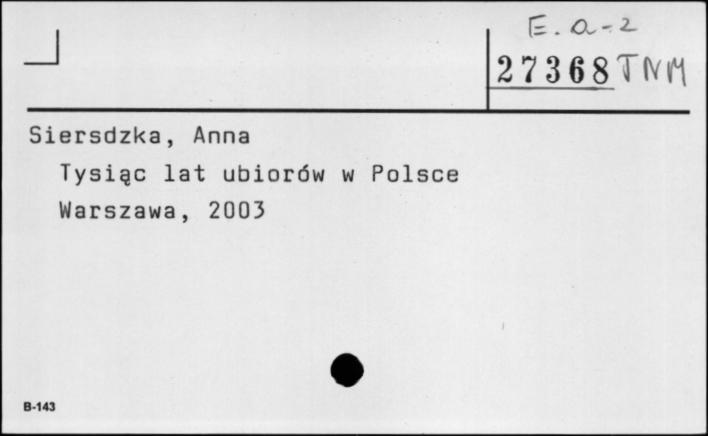 E. a-2
27368 TNM
Siersdzka, Anna
Tysiąc lat ubiorów w Polsce
Warszawa, 2003
B-143